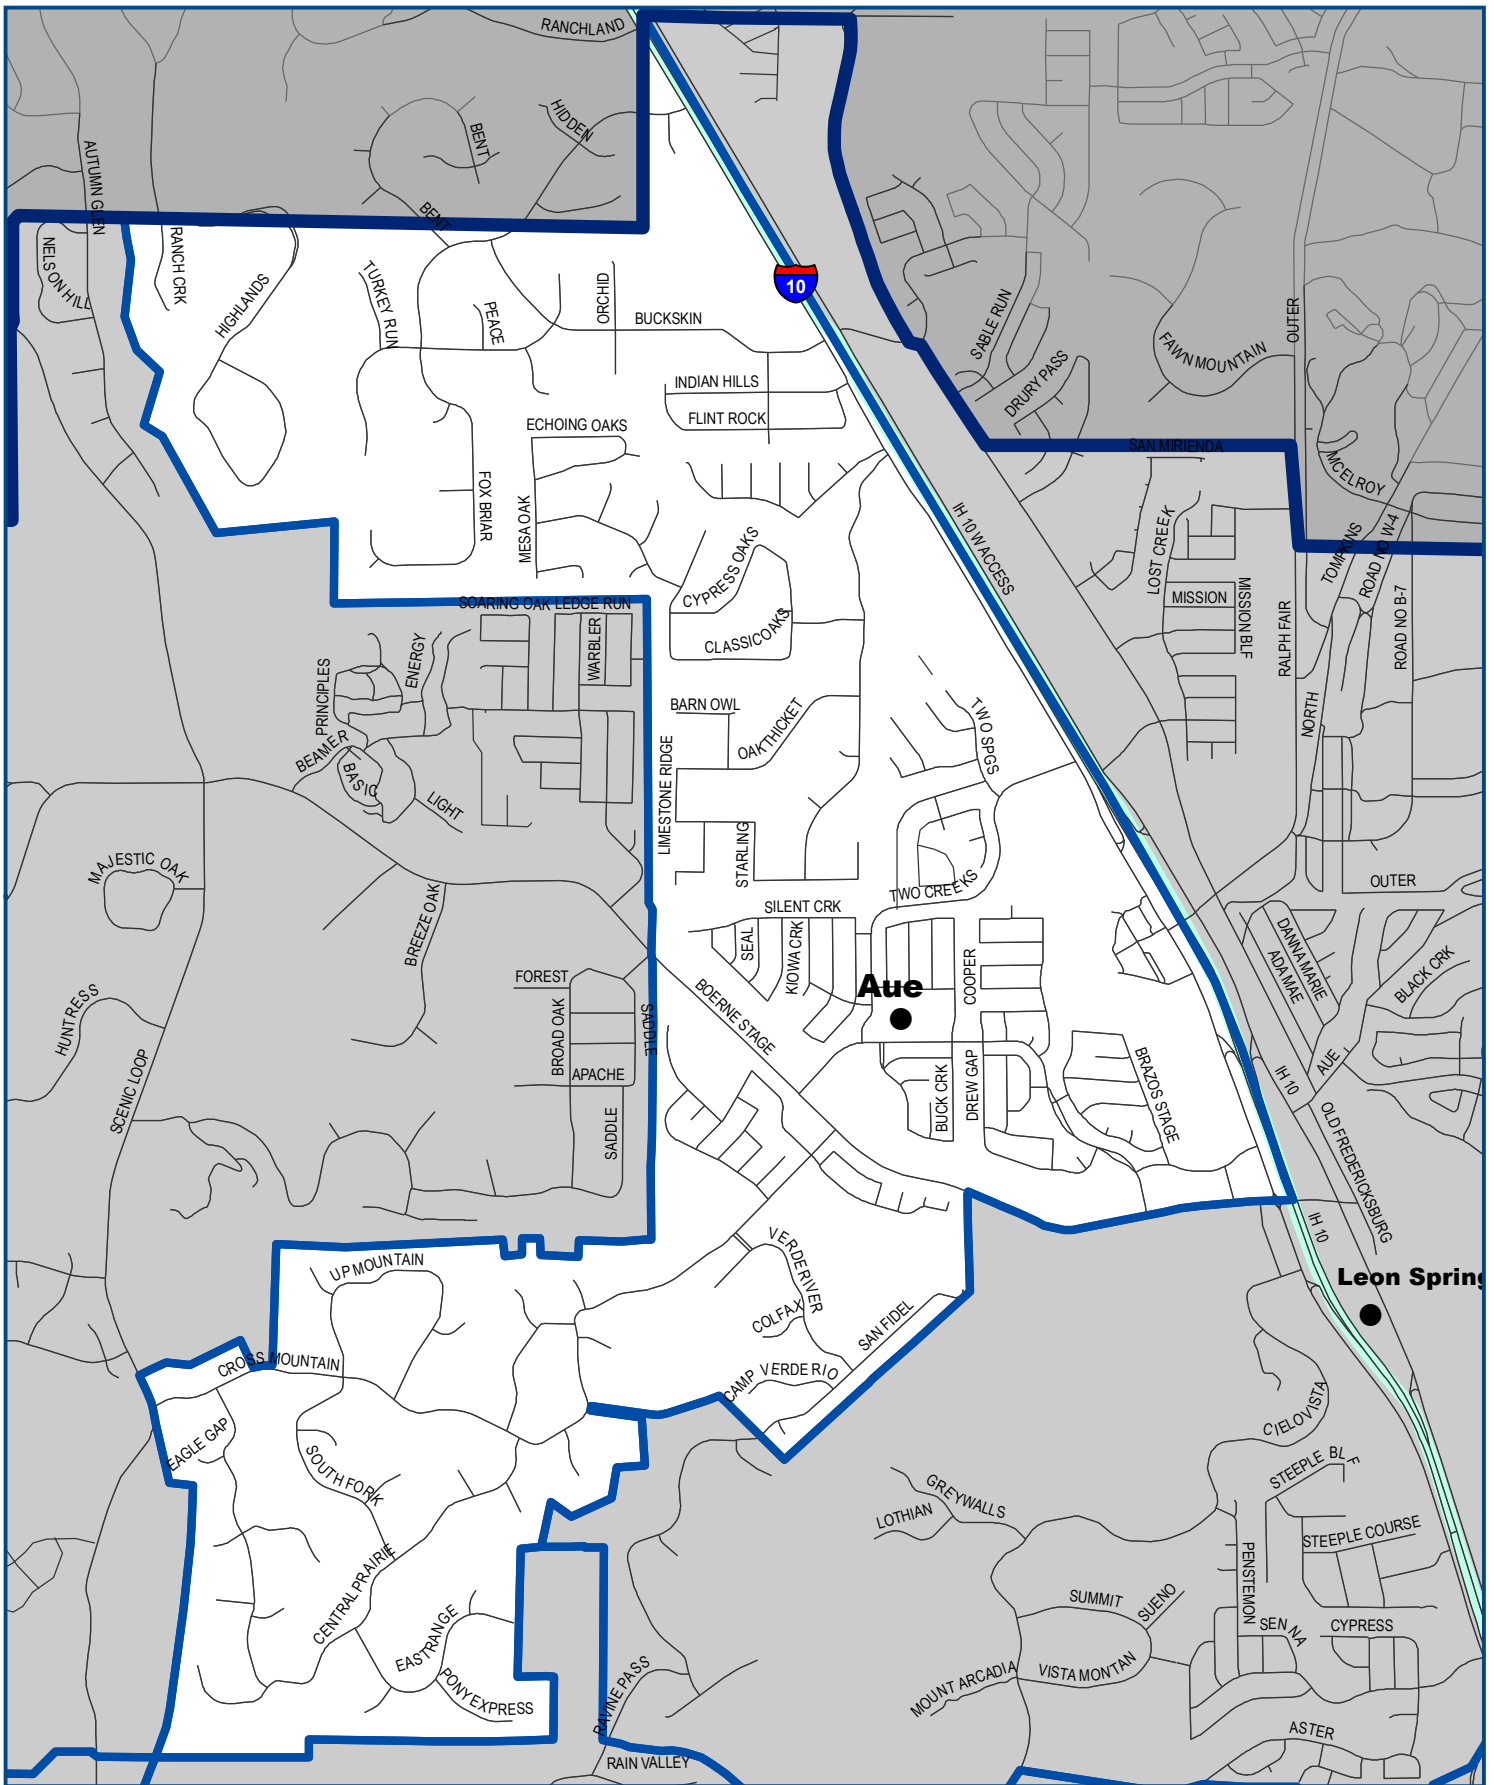 RANCHLAND
HIDDEN
BENT
AUTUMN GLEN
BENT
NELSON HILL
RANCH CRK
HIGHLANDS
TURKEY RUN
PEACE
ORCHID
BUCKSKIN
10
SABLE RUN
DRURY PASS
FAWN MOUNTAIN
OUTER
INDIAN HILLS
FLINT ROCK
ECHOING OAKS
SAN MIRIENDA
MCELROY
FOX BRIAR
MESA OAK
IH 10 W ACCESS
LOST CREEK
TOMPKINS
ROAD NO W-4
CYPRESS OAKS
CLASSICOAKS
MISSION
MISSION BLF
RALPH FAIR
ROAD NO B-7
SOARING OAK LEDGE RUN
WARBLER
ENERGY
PRINCIPLES
BEAMER
BASIC
LIGHT
BARN OWL
OAKTHICKET
LIMESTONE RIDGE
STARLING
TWO SPGS
NORTH
MAJESTIC OAK
BREEZE OAK
TWO CREEKS
OUTER
SILENT CRK
SEAL
KIOWA CRK
COOPER
DANNA MARIE
ADA MAE
BLACK CRK
HUNTRESS
FOREST
BROAD OAK
SADDLE
BOERNE STAGE
Aue
SCENIC LOOP
APACHE
SADDLE
BUCK CRK
DREW GAP
BRAZOS STAGE
IH 10
AUE
OLD FREDERICKSBURG
IH 10
UP MOUNTAIN
VERDE RIVER
COLFAX
SAN FIDEL
Leon Spring
CROSS MOUNTAIN
CAMP VERDE RIO
EAGLE GAP
SOUTH FORK
CIELO VISTA
STEEPLE BLF
GREYWALLS
LOTHIAN
STEEPLE COURSE
CENTRAL PRAIRIE
EASTRANGE
PONY EXPRESS
SUMMIT
SUENO
PENSTEMON
SENNA
CYPRESS
MOUNT ARCADIA
VISTA MONTAN
RAVINE PASS
ASTER
RAIN VALLEY